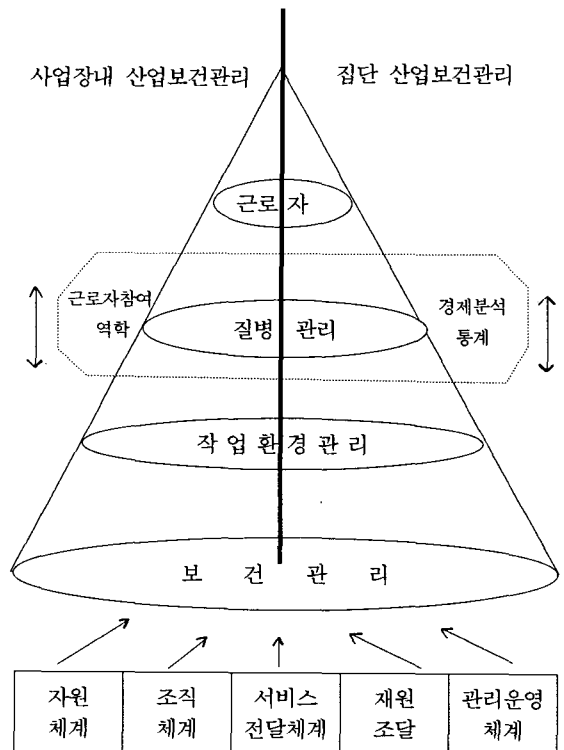 사업장내 산업보건관리
집단 산업보건관리
근로자
근로자참여
역학
질병 관리
경제분석
통계
작업환경관리
보 건 관 리
자원
체계
조직
체계
서비스
전달체계
재원
조달
관리운영
체계